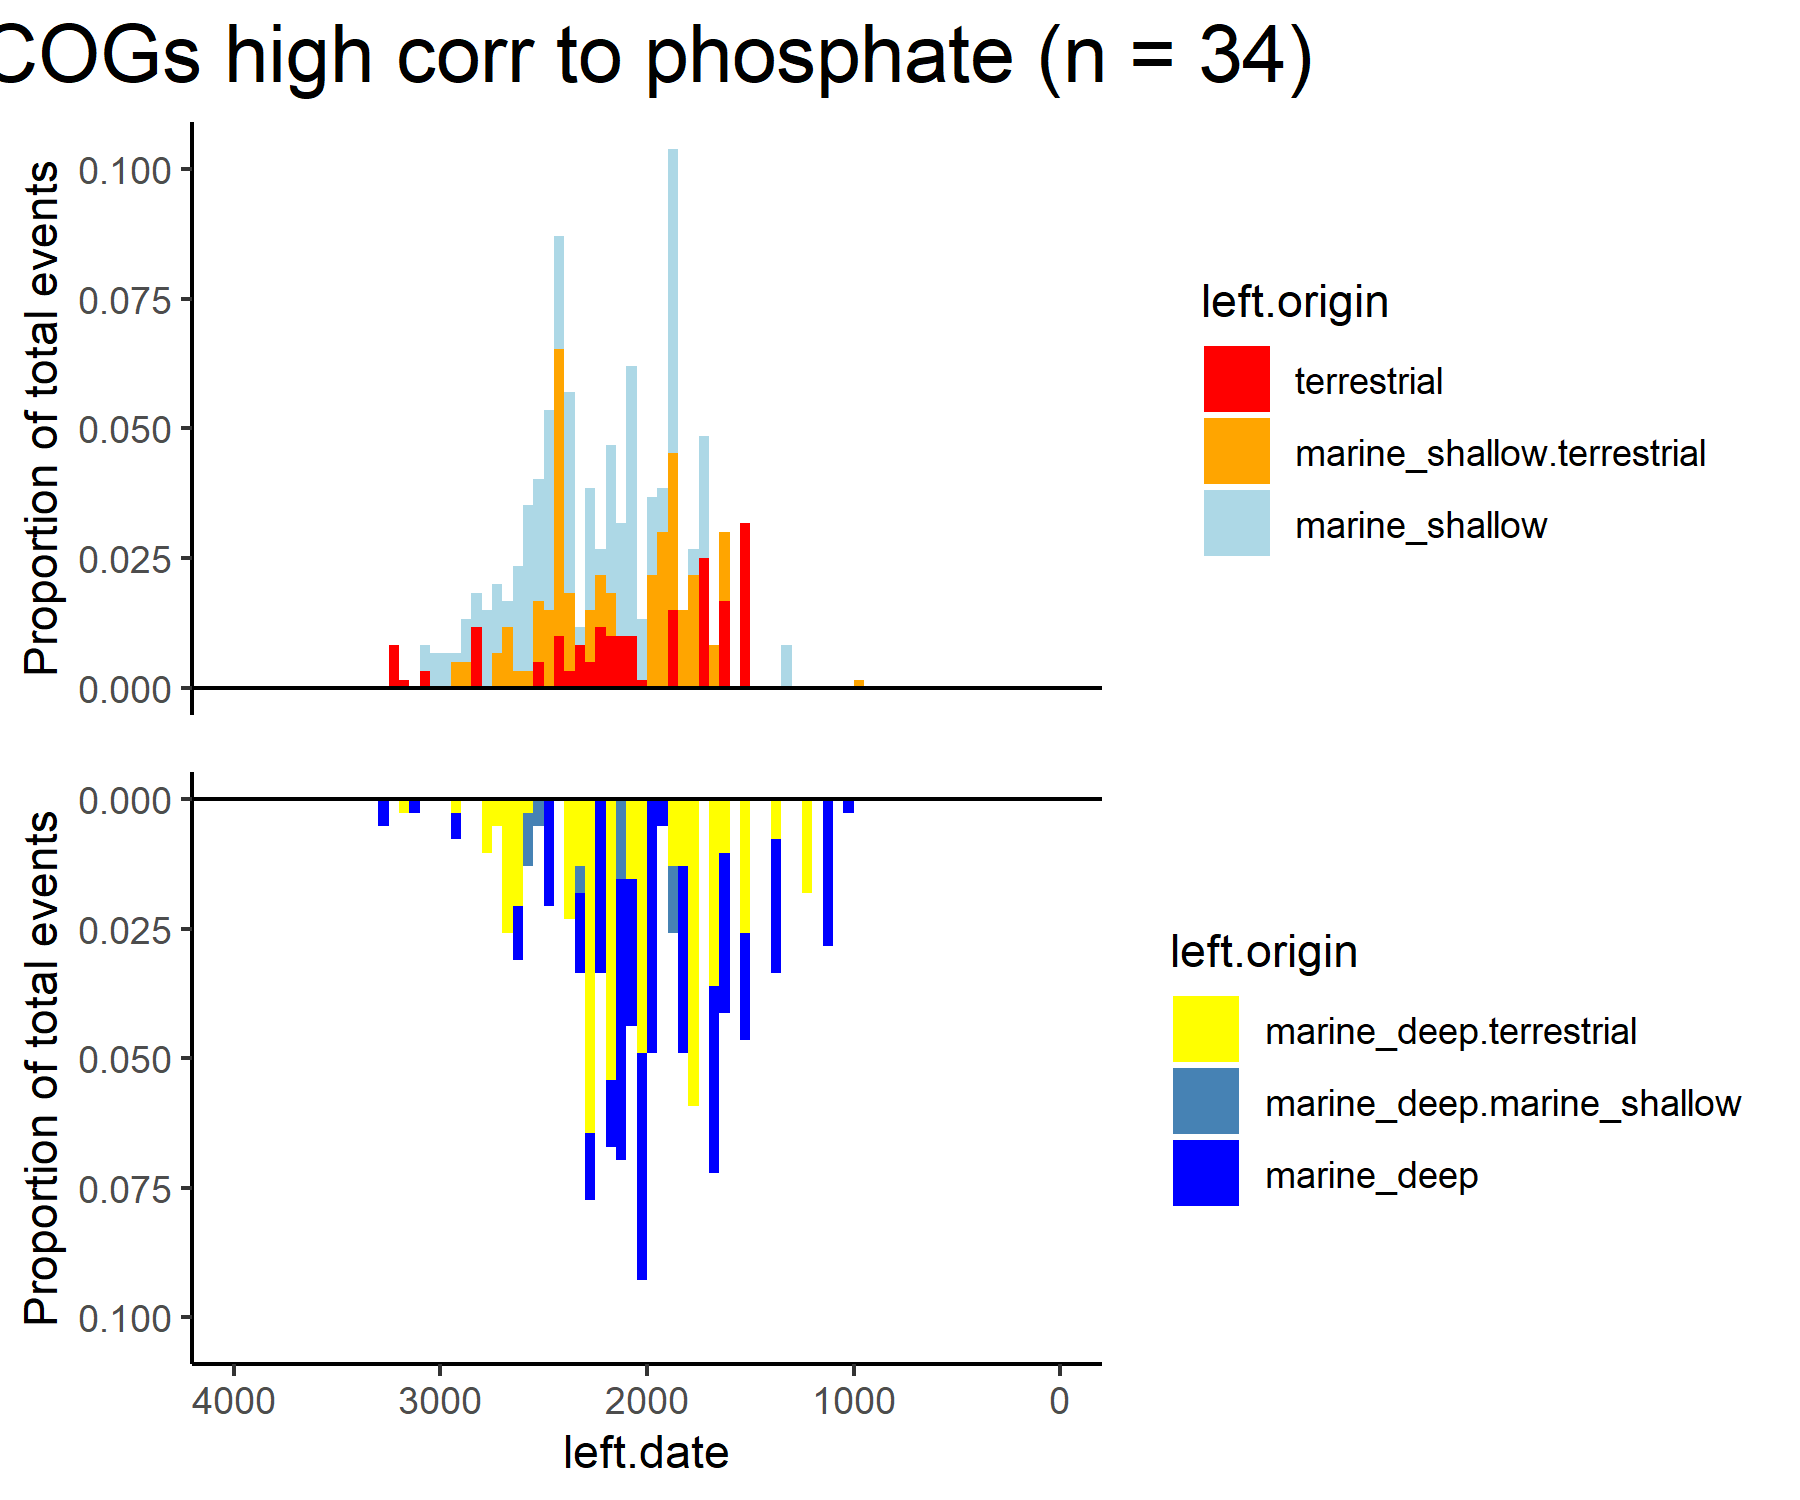 COGs high corr to phosphate (n = 34)
Proportion of total events
0.100
0.075
0.050
0.025
0.000
left.origin
terrestrial
marine_shallow.terrestrial
marine_shallow
Proportion of total events
0.000
0.025
0.050
0.075
0.100
left.origin
marine_deep.terrestrial
marine_deep.marine_shallow
marine_deep
4000 3000 2000 1000 0
left.date